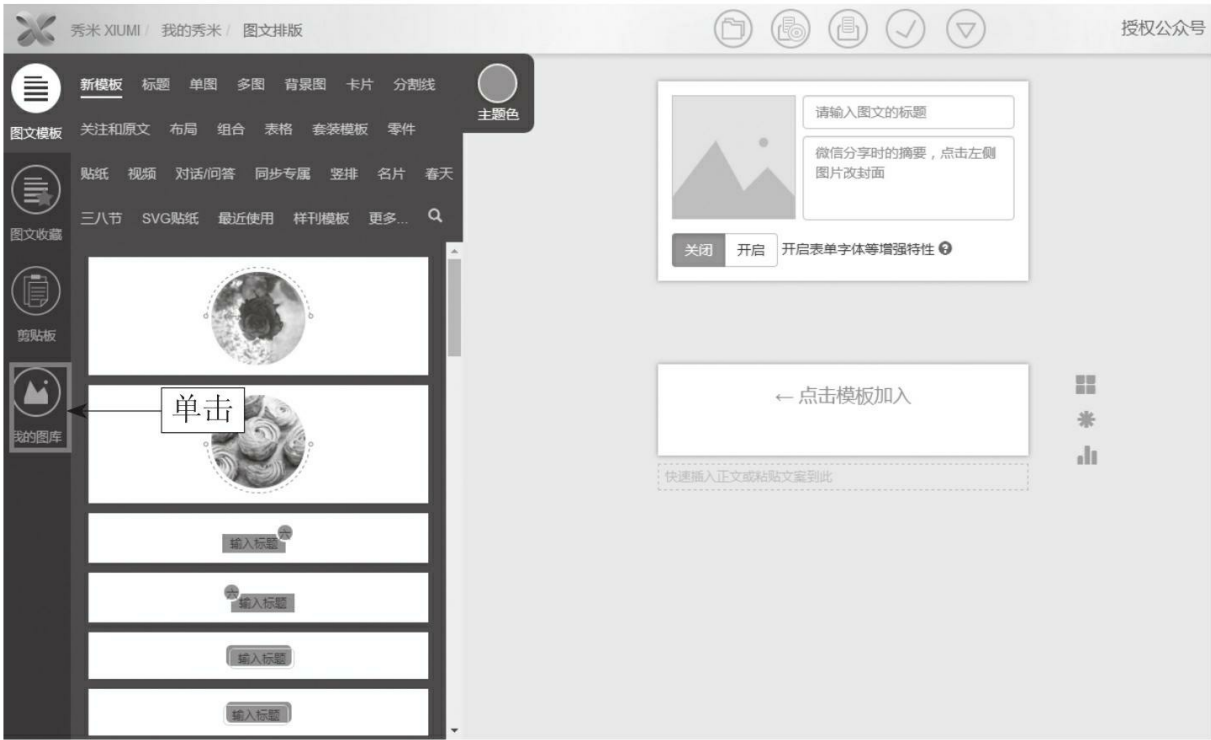 秀米 XIUMI / 我的秀米 / 图文排版
授权公众号
图文模板
图文收藏
剪贴板
我的图库
新模板 标题 单图 多图 背景图 卡片 分割线
关注和原文 布局 组合 表格 套装模板 零件
贴纸 视频 对话/问答 同步专属 竖排 名片 春天
三八节 SVG贴纸 最近使用 样刊模板 更多...
主题色
单击
六
输入标题
六
输入标题
输入标题
输入标题
请输入图文的标题
微信分享时的摘要，点击左侧
图片改封面
关闭 开启 开启表单字体等增强特性
←点击模板加入
快速插入正文或粘贴文案到此